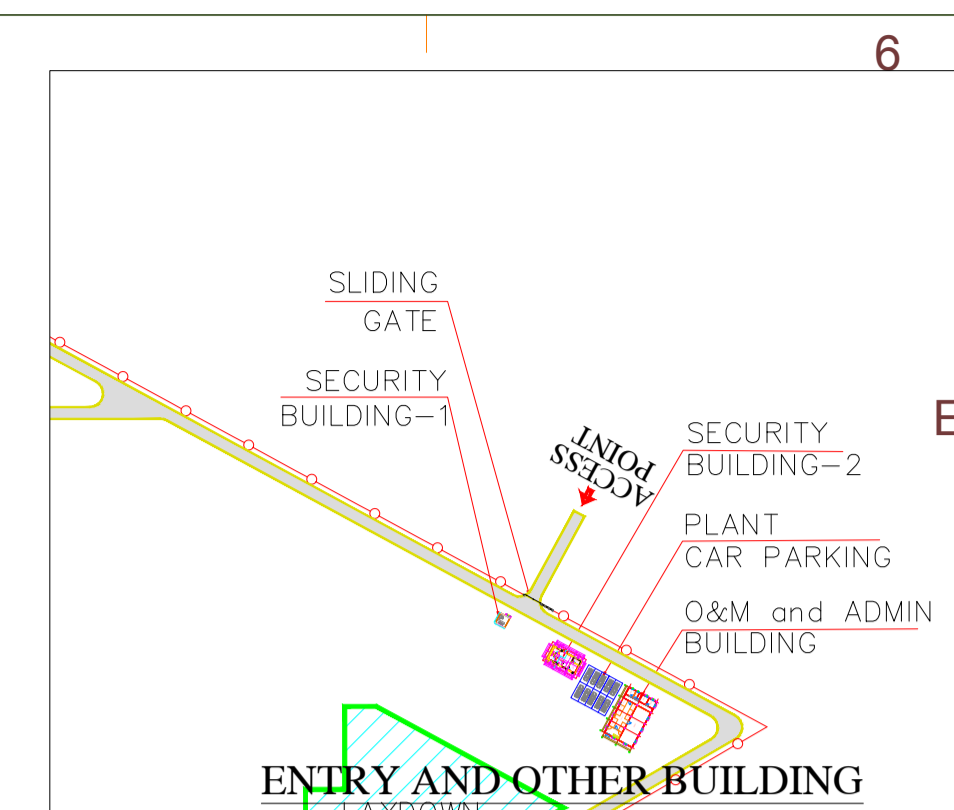 6
SLIDING
GATE
SECURITY
BUILDING-1
E
ACCESS
POINT
SECURITY
BUILDING-2
PLANT
CAR PARKING
O&M and ADMIN
BUILDING
ENTRY AND OTHER BUILDING
LAYDOWN